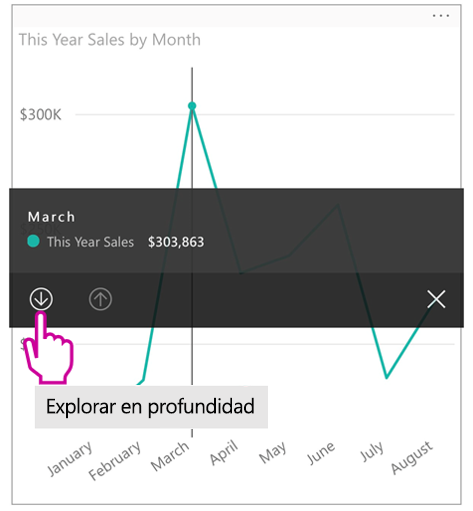 ...
This Year Sales by Month
$300K
March
This Year Sales $303,863
Explorar en profundidad
January February March April May June July August